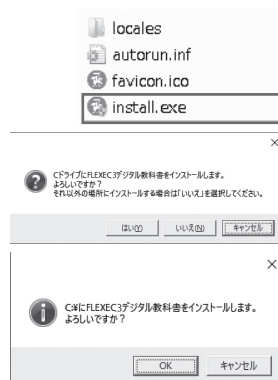 locales
autorun.inf
favicon.ico
install.exe
CドライブにFLEXEC3デジタル教科書をインストールします。
よろしいですか？
それ以外の場所にインストールする場合は「いいえ」を選択してください。
はい(Y) いいえ(N) キャンセル
C:¥にFLEXEC3デジタル教科書をインストールします。
よろしいですか？
OK キャンセル